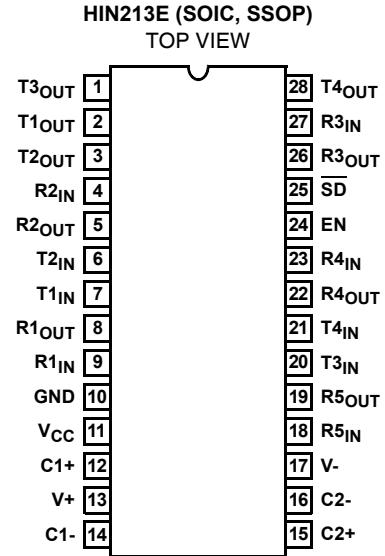 HIN213E (SOIC, SSOP)
TOP VIEW
T3OUT 1 28 T4OUT
T1OUT 2 27 R3IN
T2OUT 3 26 R3OUT
R2IN 4 25 S̅D̅
R2OUT 5 24 EN
T2IN 6 23 R4IN
T1IN 7 22 R4OUT
R1OUT 8 21 T4IN
R1IN 9 20 T3IN
GND 10 19 R5OUT
VCC 11 18 R5IN
C1+ 12 17 V-
V+ 13 16 C2-
C1- 14 15 C2+